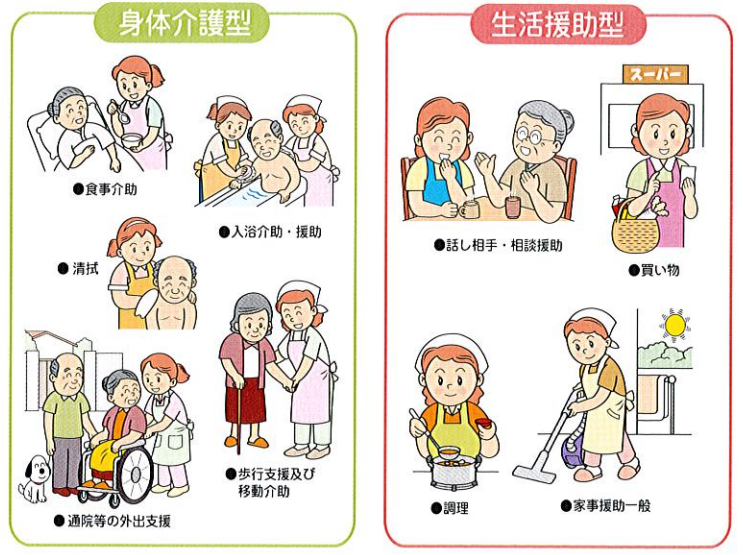 身体介護型
●食事介助
●入浴介助・援助
●清拭
●歩行支援及び
移動介助
●通院等の外出支援
生活援助型
スーパー
●話し相手・相談援助
●買い物
●調理
●家事援助一般